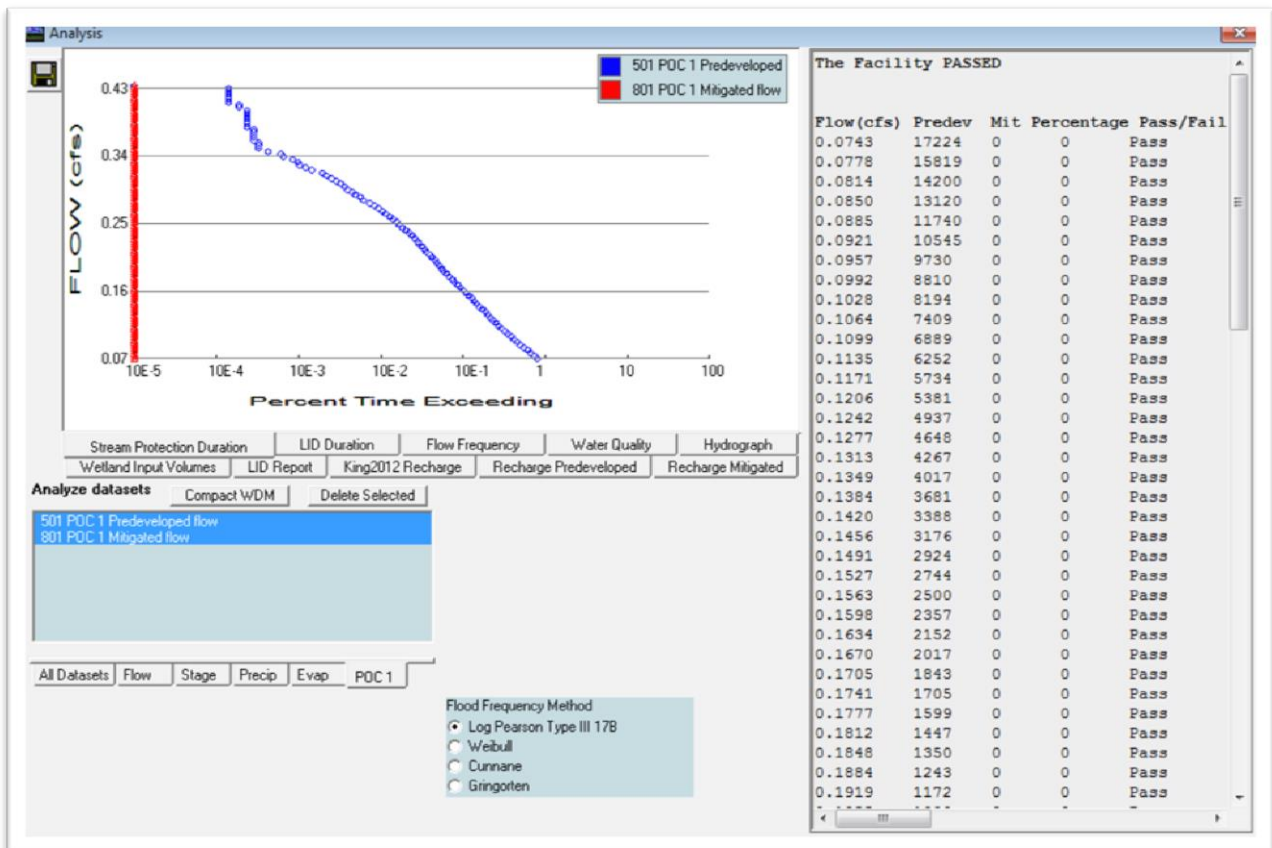 Analysis
501 POC 1 Predeveloped
801 POC 1 Mitigated flow
FLOW (cfs)
0.43
0.34
0.25
0.16
0.07
10E-5 10E-4 10E-3 10E-2 10E-1 1 10 100
Percent Time Exceeding
Stream Protection Duration LID Duration Flow Frequency Water Quality Hydrograph
Wetland Input Volumes LID Report King2012 Recharge Recharge Predeveloped Recharge Mitigated
Analyze datasets Compact WDM Delete Selected
501 POC 1 Predeveloped flow
801 POC 1 Mitigated flow
All Datasets Flow Stage Precip Evap POC 1
Flood Frequency Method
Log Pearson Type III 17B
Weibull
Cunnane
Gringorten
The Facility PASSED
Flow(cfs) Predev Mit Percentage Pass/Fail
0.0743 17224 0 0 Pass
0.0778 15819 0 0 Pass
0.0814 14200 0 0 Pass
0.0850 13120 0 0 Pass
0.0885 11740 0 0 Pass
0.0921 10545 0 0 Pass
0.0957 9730 0 0 Pass
0.0992 8810 0 0 Pass
0.1028 8194 0 0 Pass
0.1064 7409 0 0 Pass
0.1099 6889 0 0 Pass
0.1135 6252 0 0 Pass
0.1171 5734 0 0 Pass
0.1206 5381 0 0 Pass
0.1242 4937 0 0 Pass
0.1277 4648 0 0 Pass
0.1313 4267 0 0 Pass
0.1349 4017 0 0 Pass
0.1384 3681 0 0 Pass
0.1420 3388 0 0 Pass
0.1456 3176 0 0 Pass
0.1491 2924 0 0 Pass
0.1527 2744 0 0 Pass
0.1563 2500 0 0 Pass
0.1598 2357 0 0 Pass
0.1634 2152 0 0 Pass
0.1670 2017 0 0 Pass
0.1705 1843 0 0 Pass
0.1741 1705 0 0 Pass
0.1777 1599 0 0 Pass
0.1812 1447 0 0 Pass
0.1848 1350 0 0 Pass
0.1884 1243 0 0 Pass
0.1919 1172 0 0 Pass